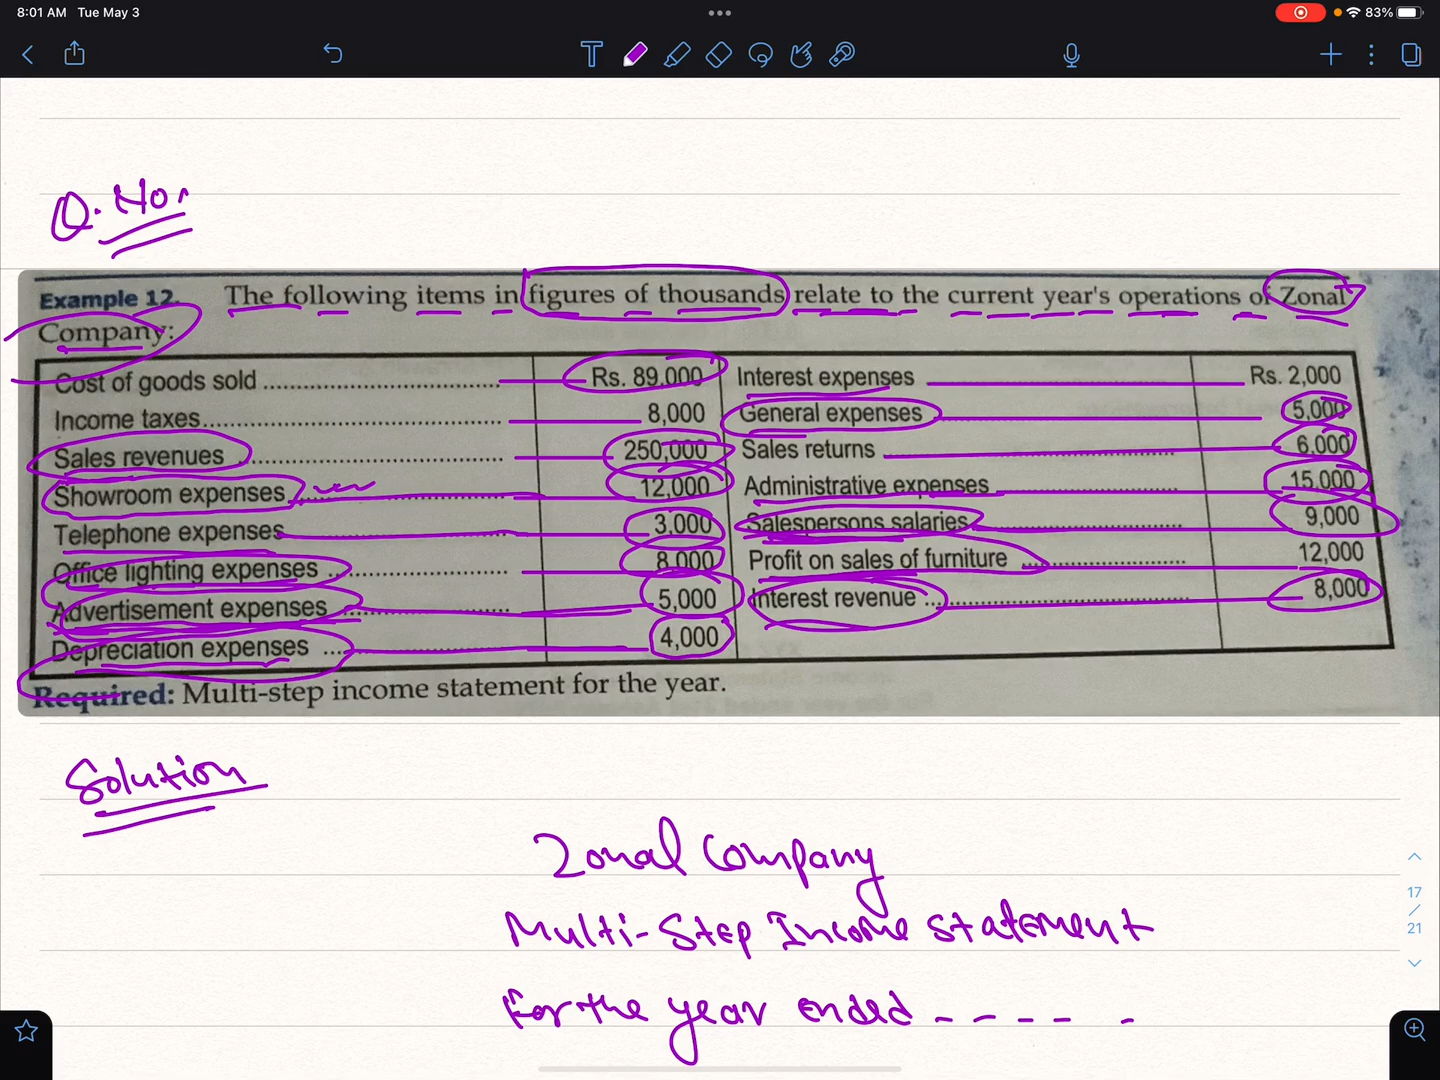 8:01 AM Tue May 3
83%
Q. No.
Example 12. The following items in figures of thousands relate to the current year's operations of Zonal
Company:
Cost of goods sold ........ Rs. 89,000 Interest expenses Rs. 2,000
Income taxes........ 8,000 General expenses 5,000
Sales revenues ........ 250,000 Sales returns ........ 6,000
Showroom expenses ........ 12,000 Administrative expenses ........ 15,000
Telephone expenses ........ 3,000 Salespersons salaries ........ 9,000
Office lighting expenses ........ 8,000 Profit on sales of furniture ........ 12,000
Advertisement expenses ........ 5,000 Interest revenue ........ 8,000
Depreciation expenses .... 4,000
Required: Multi-step income statement for the year.
Solution
Zonal Company
Multi-Step Income Statement
For the year ended - - - - -
17
/
21